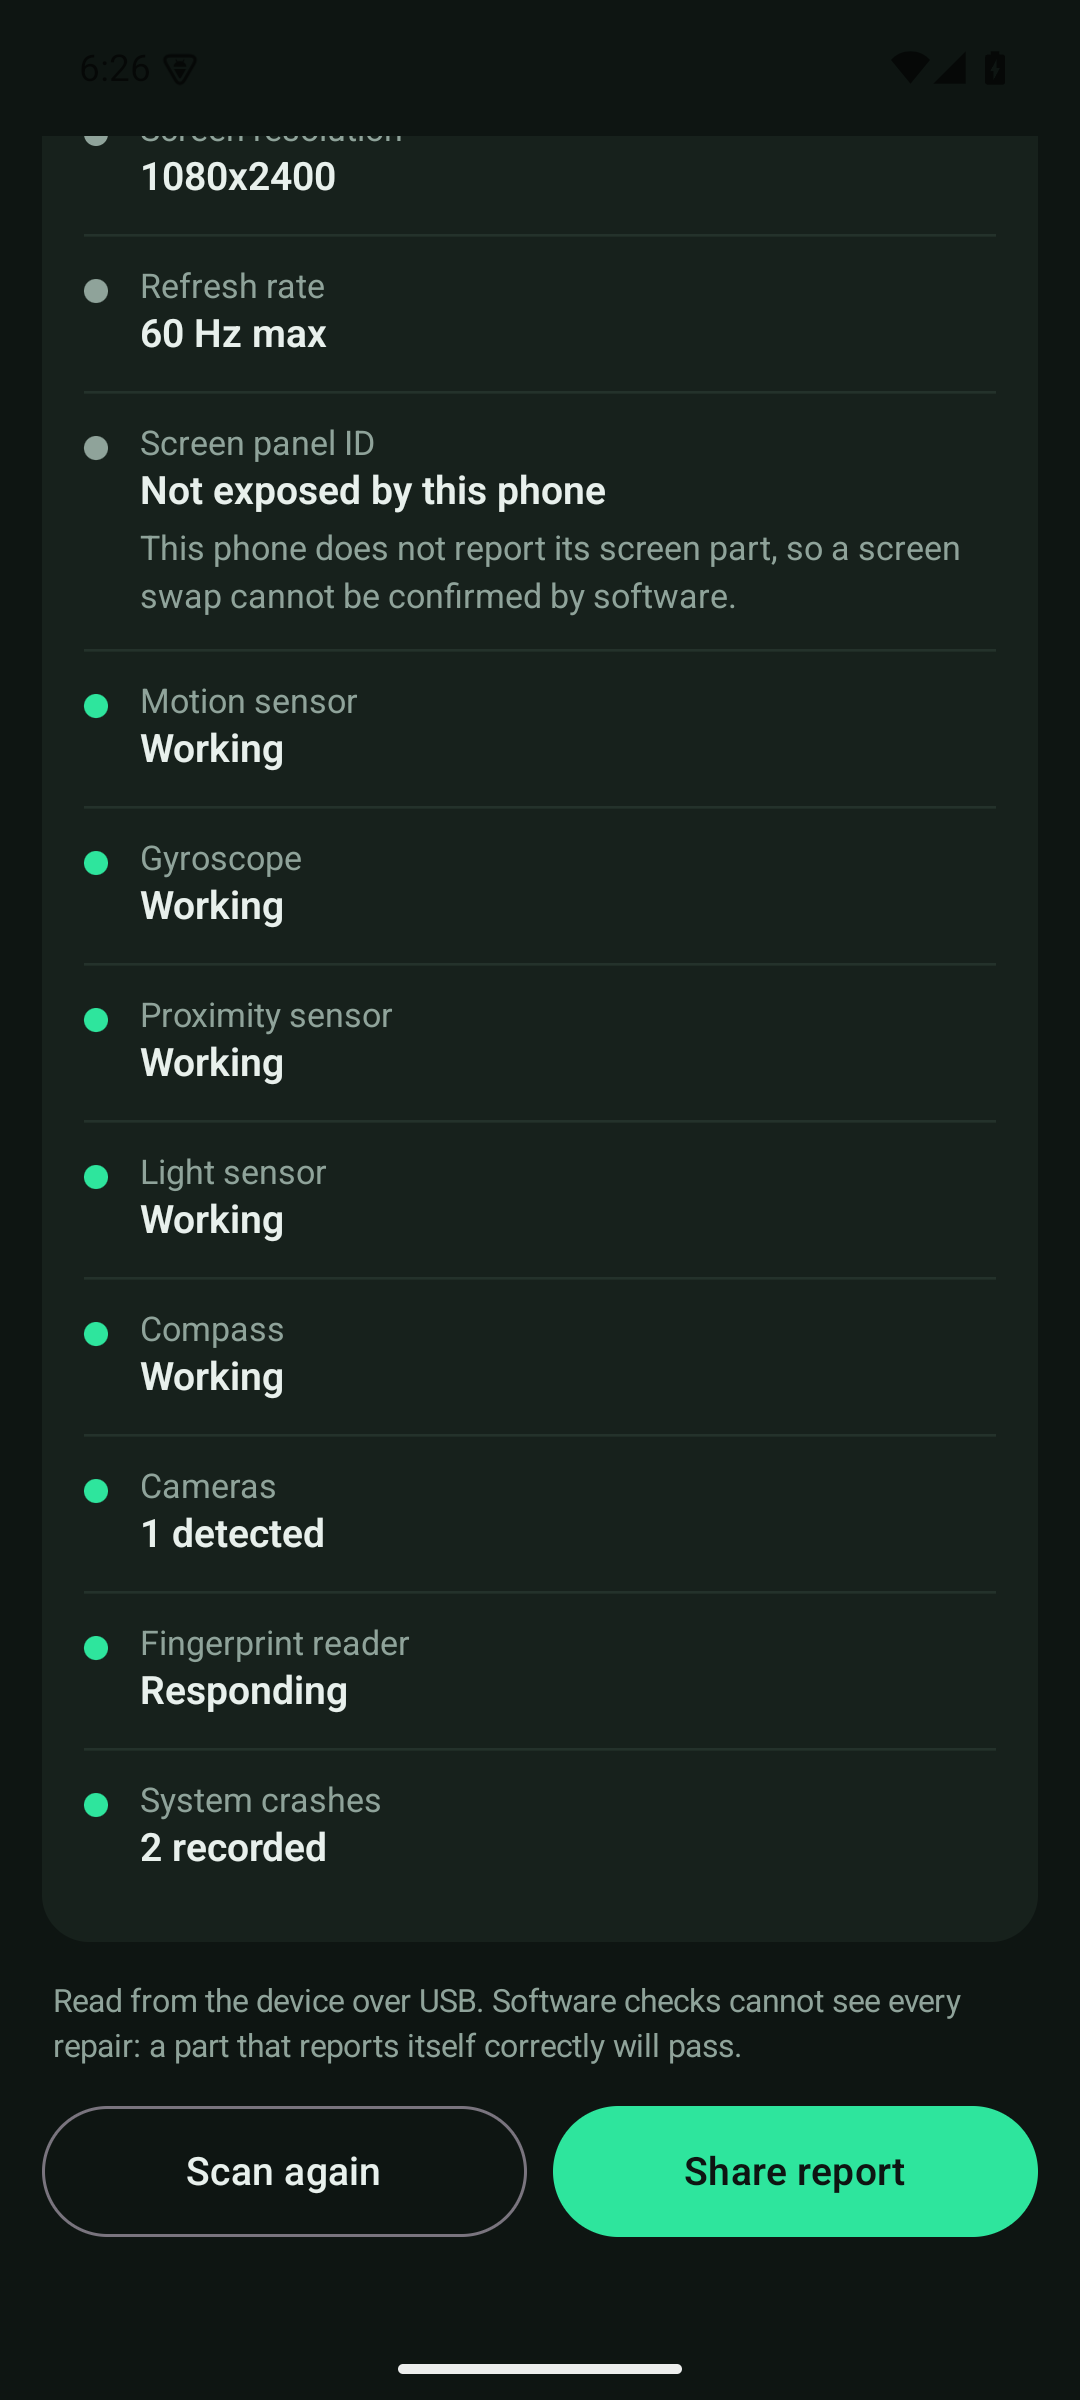 6:26
Screen resolution
1080x2400
Refresh rate
60 Hz max
Screen panel ID
Not exposed by this phone
This phone does not report its screen part, so a screen
swap cannot be confirmed by software.
Motion sensor
Working
Gyroscope
Working
Proximity sensor
Working
Light sensor
Working
Compass
Working
Cameras
1 detected
Fingerprint reader
Responding
System crashes
2 recorded
Read from the device over USB. Software checks cannot see every
repair: a part that reports itself correctly will pass.
Scan again
Share report